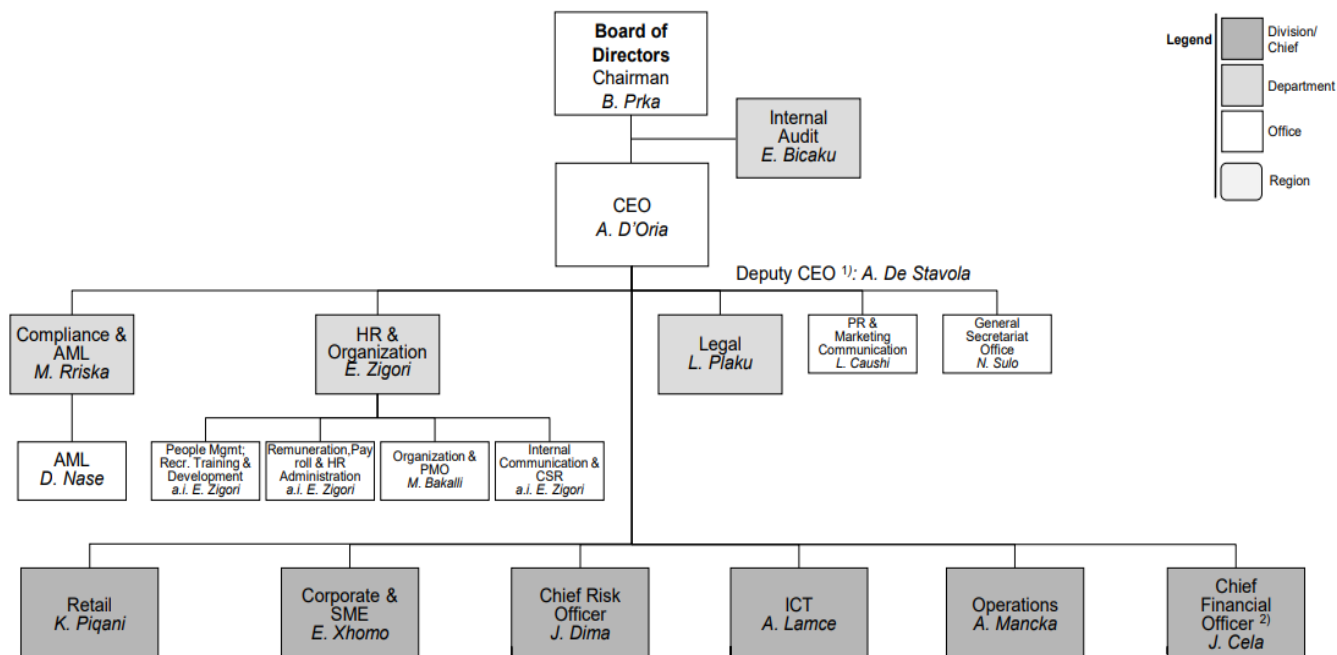 Board of
Directors
Chairman
B. Prka
Legend
Division/
Chief
Department
Office
Region
Internal
Audit
E. Bicaku
CEO
A. D'Oria
Deputy CEO 1): A. De Stavola
Compliance &
AML
M. Rriska
HR &
Organization
E. Zigori
Legal
L. Plaku
PR &
Marketing
Communication
L. Caushi
General
Secretariat
Office
N. Sulo
AML
D. Nase
People Mgmt;
Recr. Training &
Development
a.i. E. Zigori
Remuneration,Pay
roll & HR
Administration
a.i. E. Zigori
Organization &
PMO
M. Bakalli
Internal
Communication &
CSR
a.i. E. Zigori
Retail
K. Piqani
Corporate &
SME
E. Xhomo
Chief Risk
Officer
J. Dima
ICT
A. Lamce
Operations
A. Mancka
Chief
Financial
Officer 2)
J. Cela